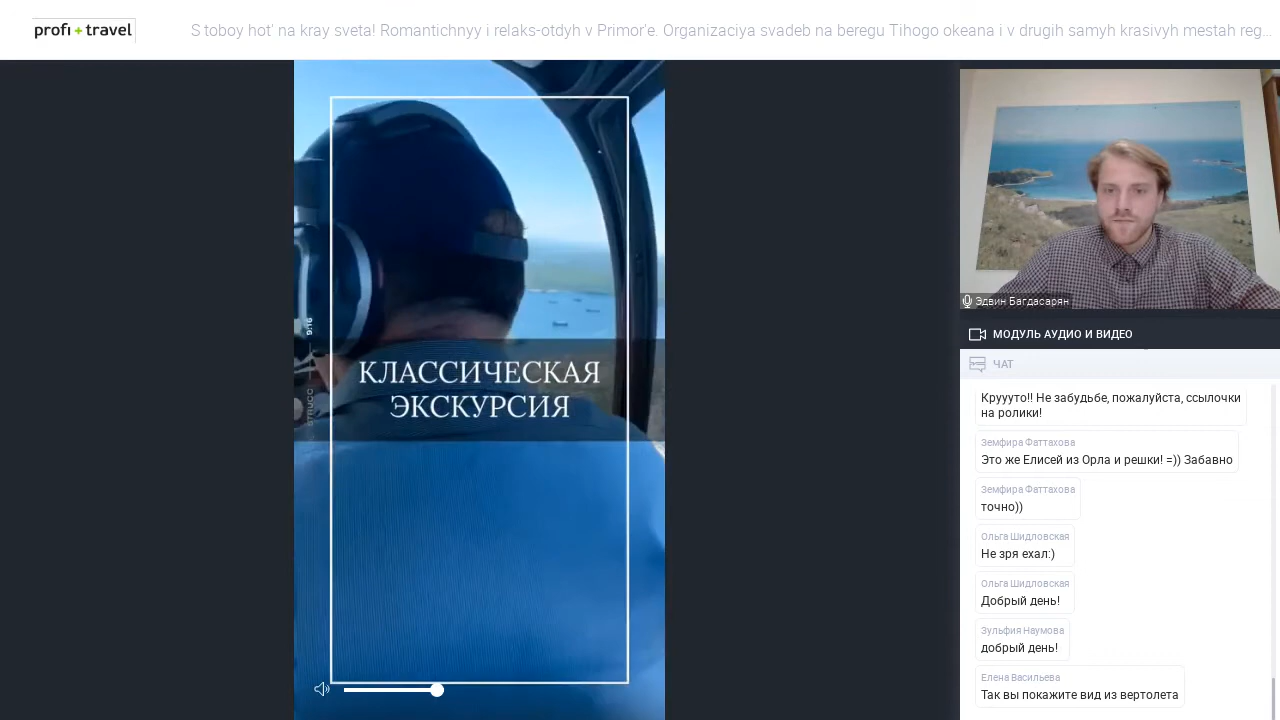 profi + travel
S toboy hot' na kray sveta! Romantichnyy i relaks-otdyh v Primor'e. Organizaciya svadeb na beregu Tihogo okeana i v drugih samyh krasivyh mestah reg...
9:16
КЛАССИЧЕСКАЯ
ЭКСКУРСИЯ
Эдвин Багдасарян
МОДУЛЬ АУДИО И ВИДЕО
ЧАТ
Круууто!! Не забудьбе, пожалуйста, ссылочки
на ролики!
Земфира Фаттахова
Это же Елисей из Орла и решки! =)) Забавно
Земфира Фаттахова
точно))
Ольга Шидловская
Не зря ехал:)
Ольга Шидловская
Добрый день!
Зульфия Наумова
добрый день!
Елена Васильева
Так вы покажите вид из вертолета